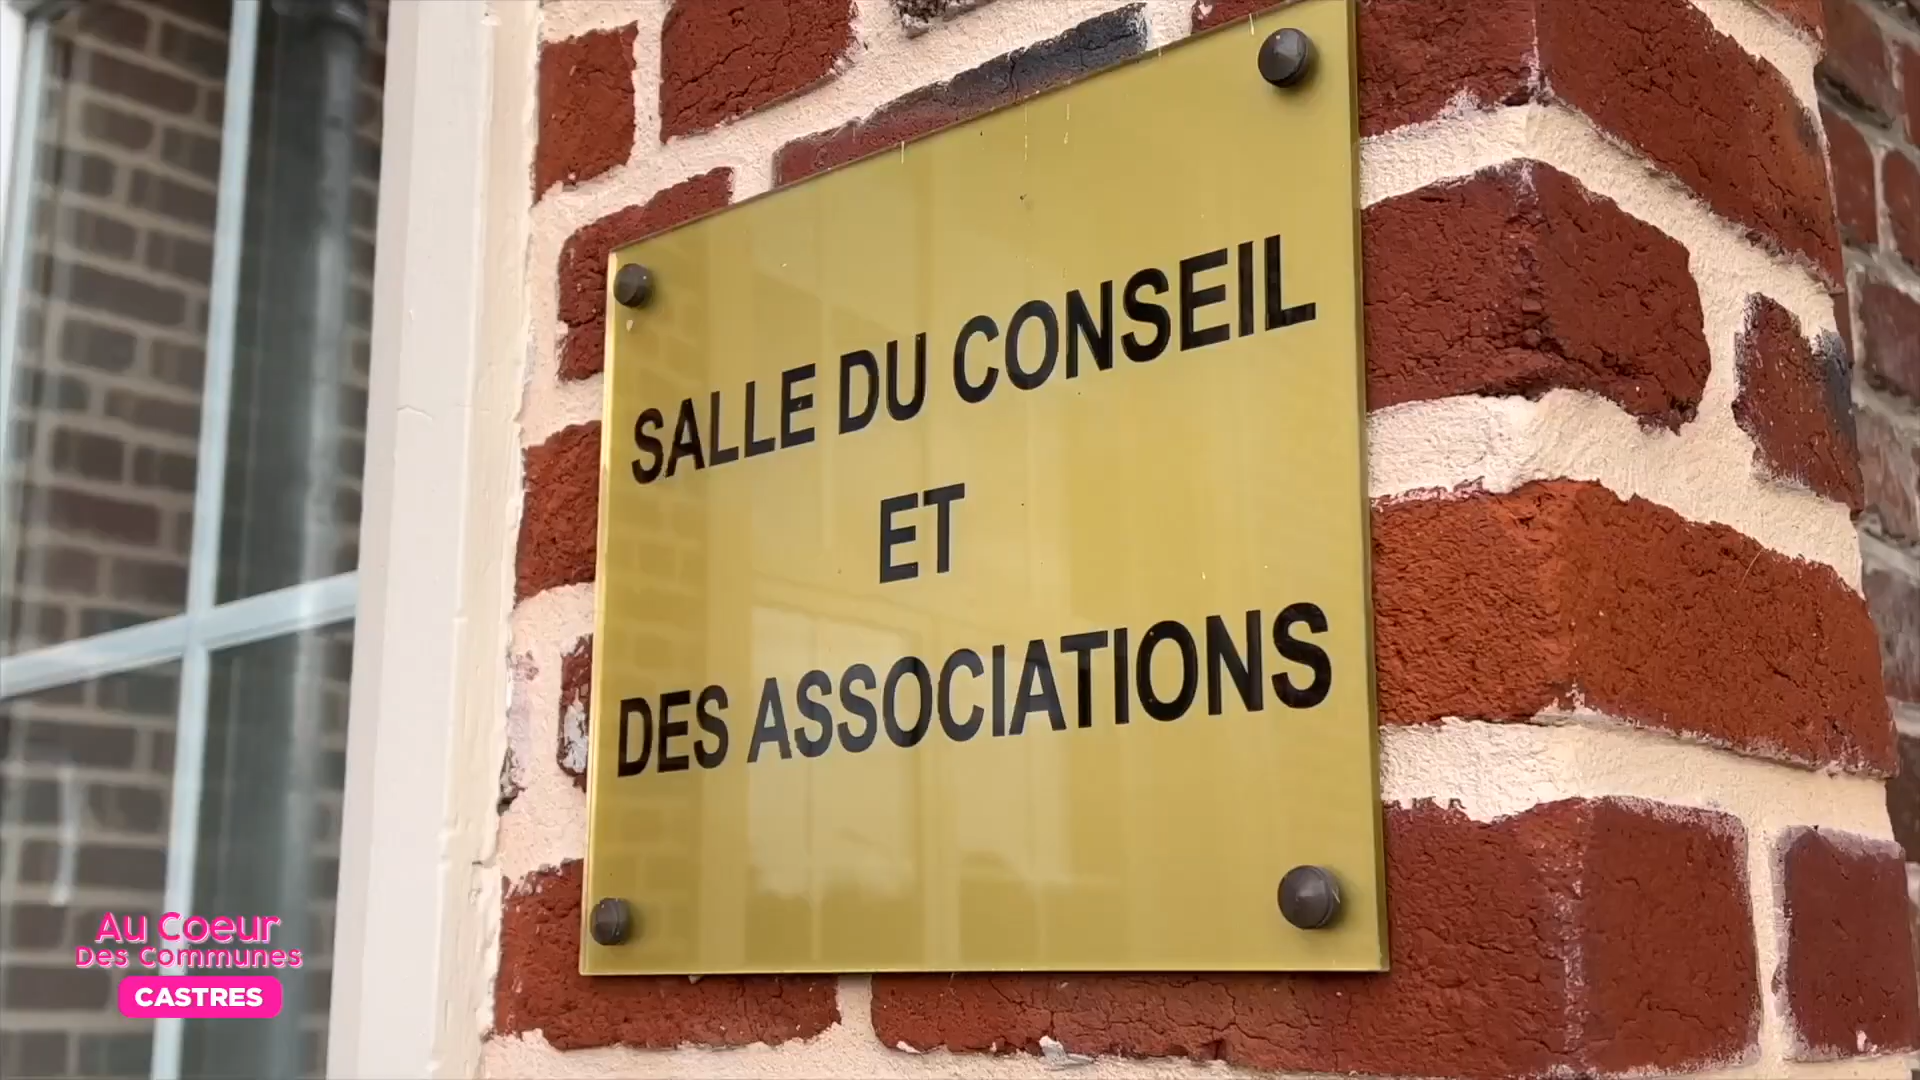 SALLE DU CONSEIL
ET
DES ASSOCIATIONS
Au Coeur
Des Communes
CASTRES